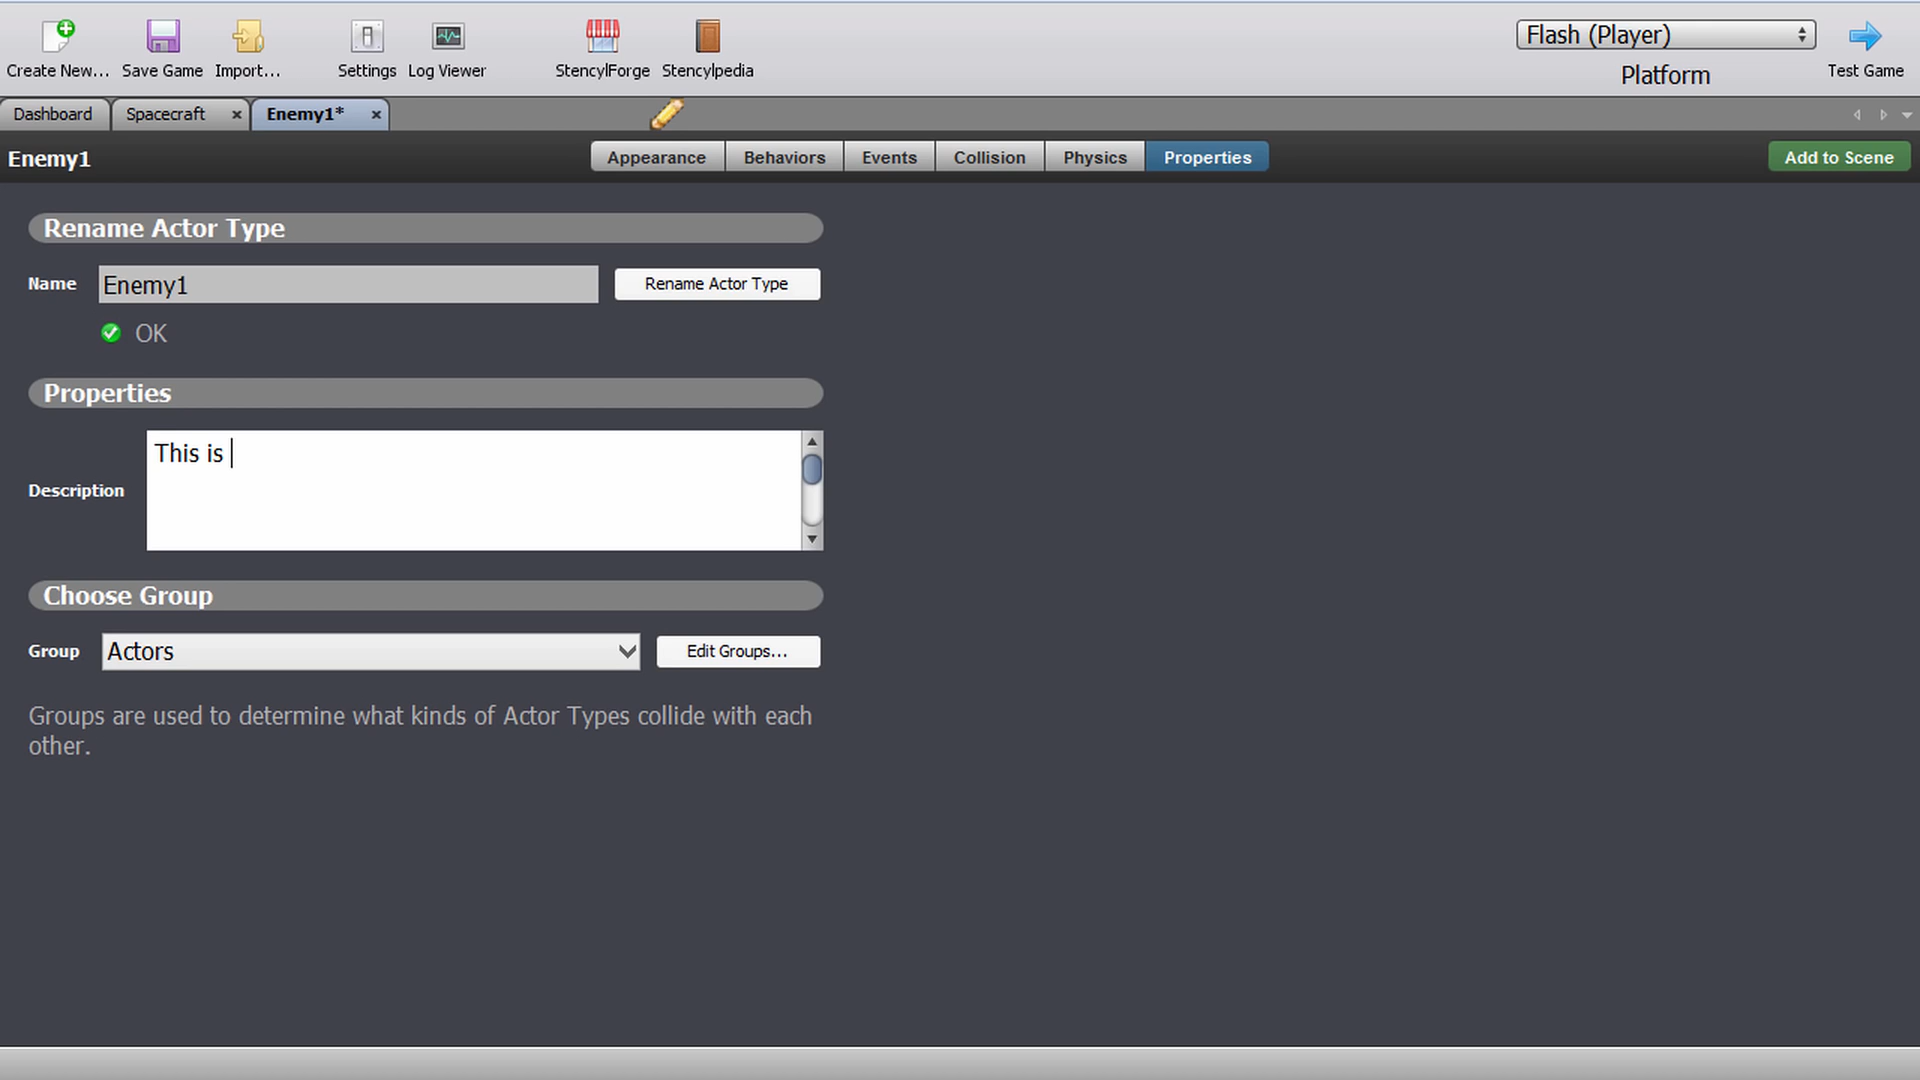 Create New... Save Game Import... Settings Log Viewer StencylForge Stencylpedia
Flash (Player)
Platform
Test Game
Dashboard Spacecraft Enemy1*
Enemy1 Appearance Behaviors Events Collision Physics Properties Add to Scene
Rename Actor Type
Name Enemy1 Rename Actor Type
OK
Properties
This is
Description
Choose Group
Group Actors Edit Groups...
Groups are used to determine what kinds of Actor Types collide with each
other.